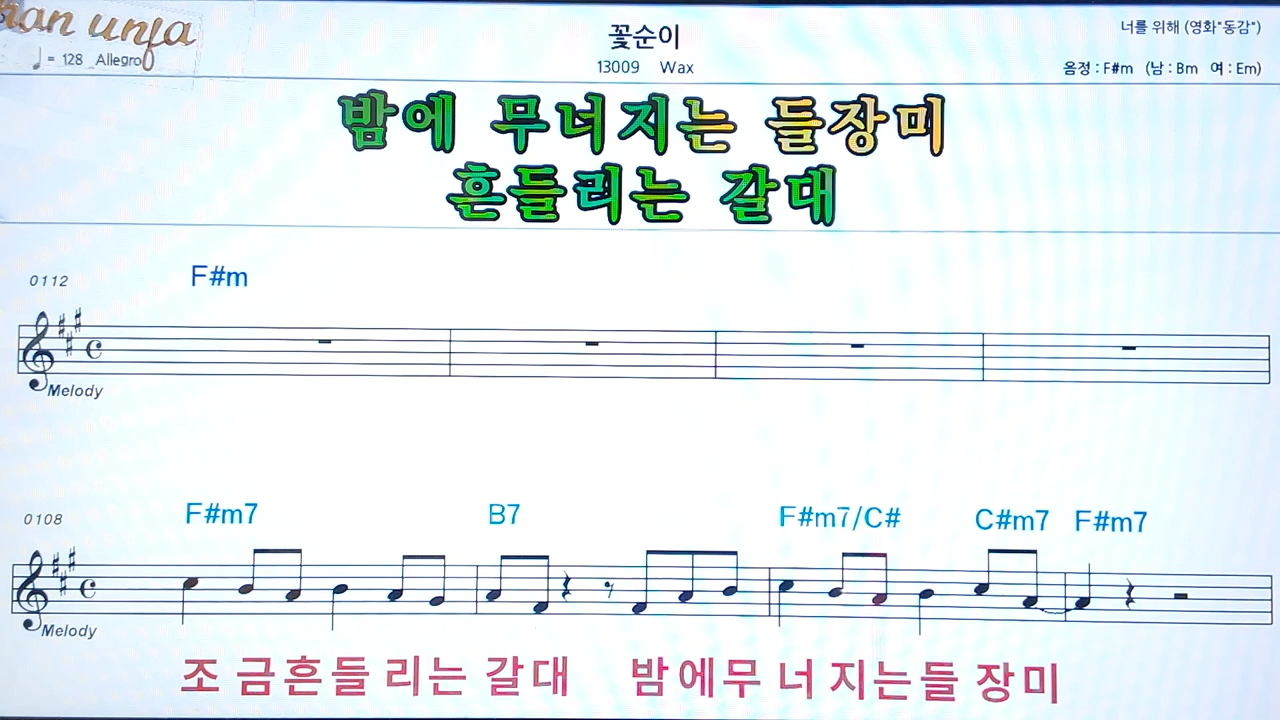 꽃순이
너를 위해 (영화"동감")
♩= 128 Allegro
13009 Wax
음정 : F#m (남 : Bm 여 : Em)
밤에 무너지는 들장미
흔들리는 갈대
0112 F#m
Melody
0108 F#m7 B7 F#m7/C# C#m7 F#m7
Melody
조 금흔들 리는 갈대 밤에무 너 지는들 장미